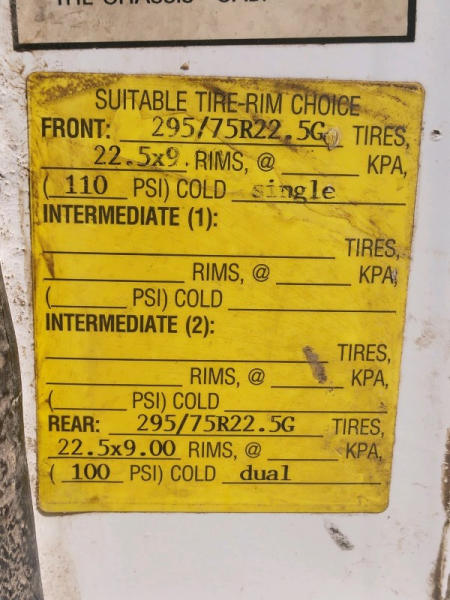 THE CHASSIS
SUITABLE TIRE-RIM CHOICE
FRONT: 295/75R22.5G TIRES,
22.5x9. RIMS, @ KPA,
(110 PSI) COLD single
INTERMEDIATE (1):
TIRES,
RIMS, @ KPA,
( PSI) COLD
INTERMEDIATE (2):
TIRES,
RIMS, @ KPA,
( PSI) COLD
REAR: 295/75R22.5G TIRES,
22.5x9.00 RIMS, @ KPA,
(100 PSI) COLD dual